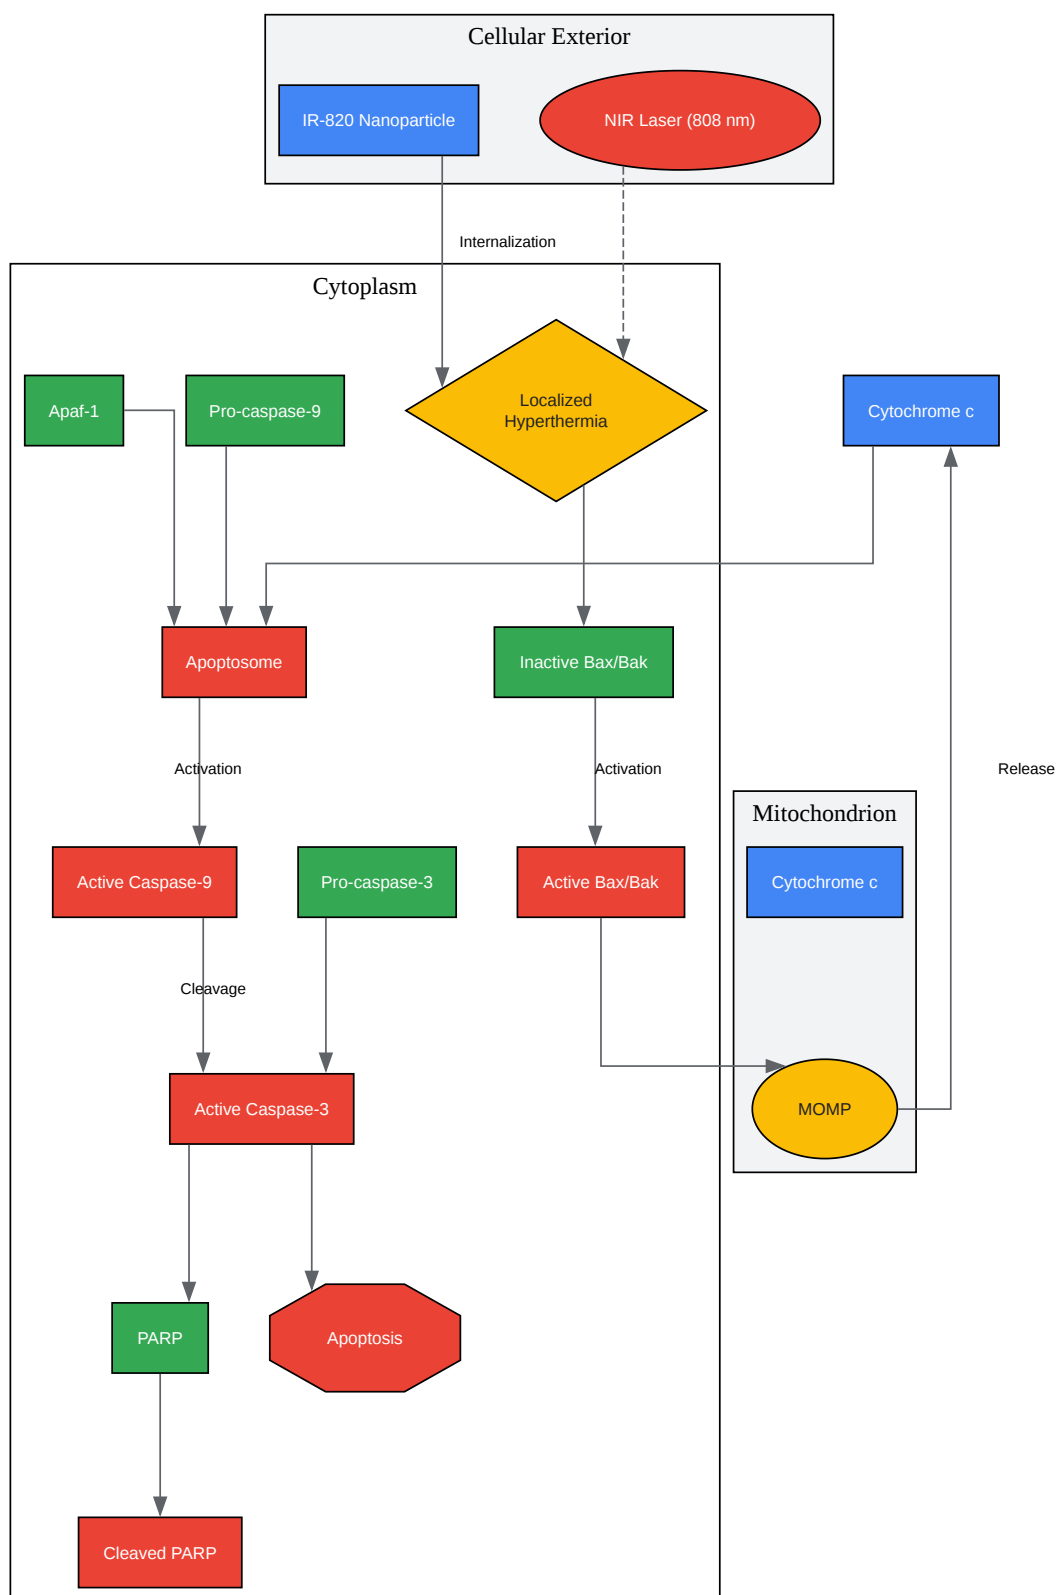 Cellular Exterior
IR-820 Nanoparticle
NIR Laser (808 nm)
Internalization
Cytoplasm
Localized
Hyperthermia
Apaf-1
Pro-caspase-9
Cytochrome c
Apoptosome
Inactive Bax/Bak
Activation
Activation
Release
Mitochondrion
Active Caspase-9
Pro-caspase-3
Active Bax/Bak
Cytochrome c
Cleavage
Active Caspase-3
MOMP
PARP
Apoptosis
Cleaved PARP